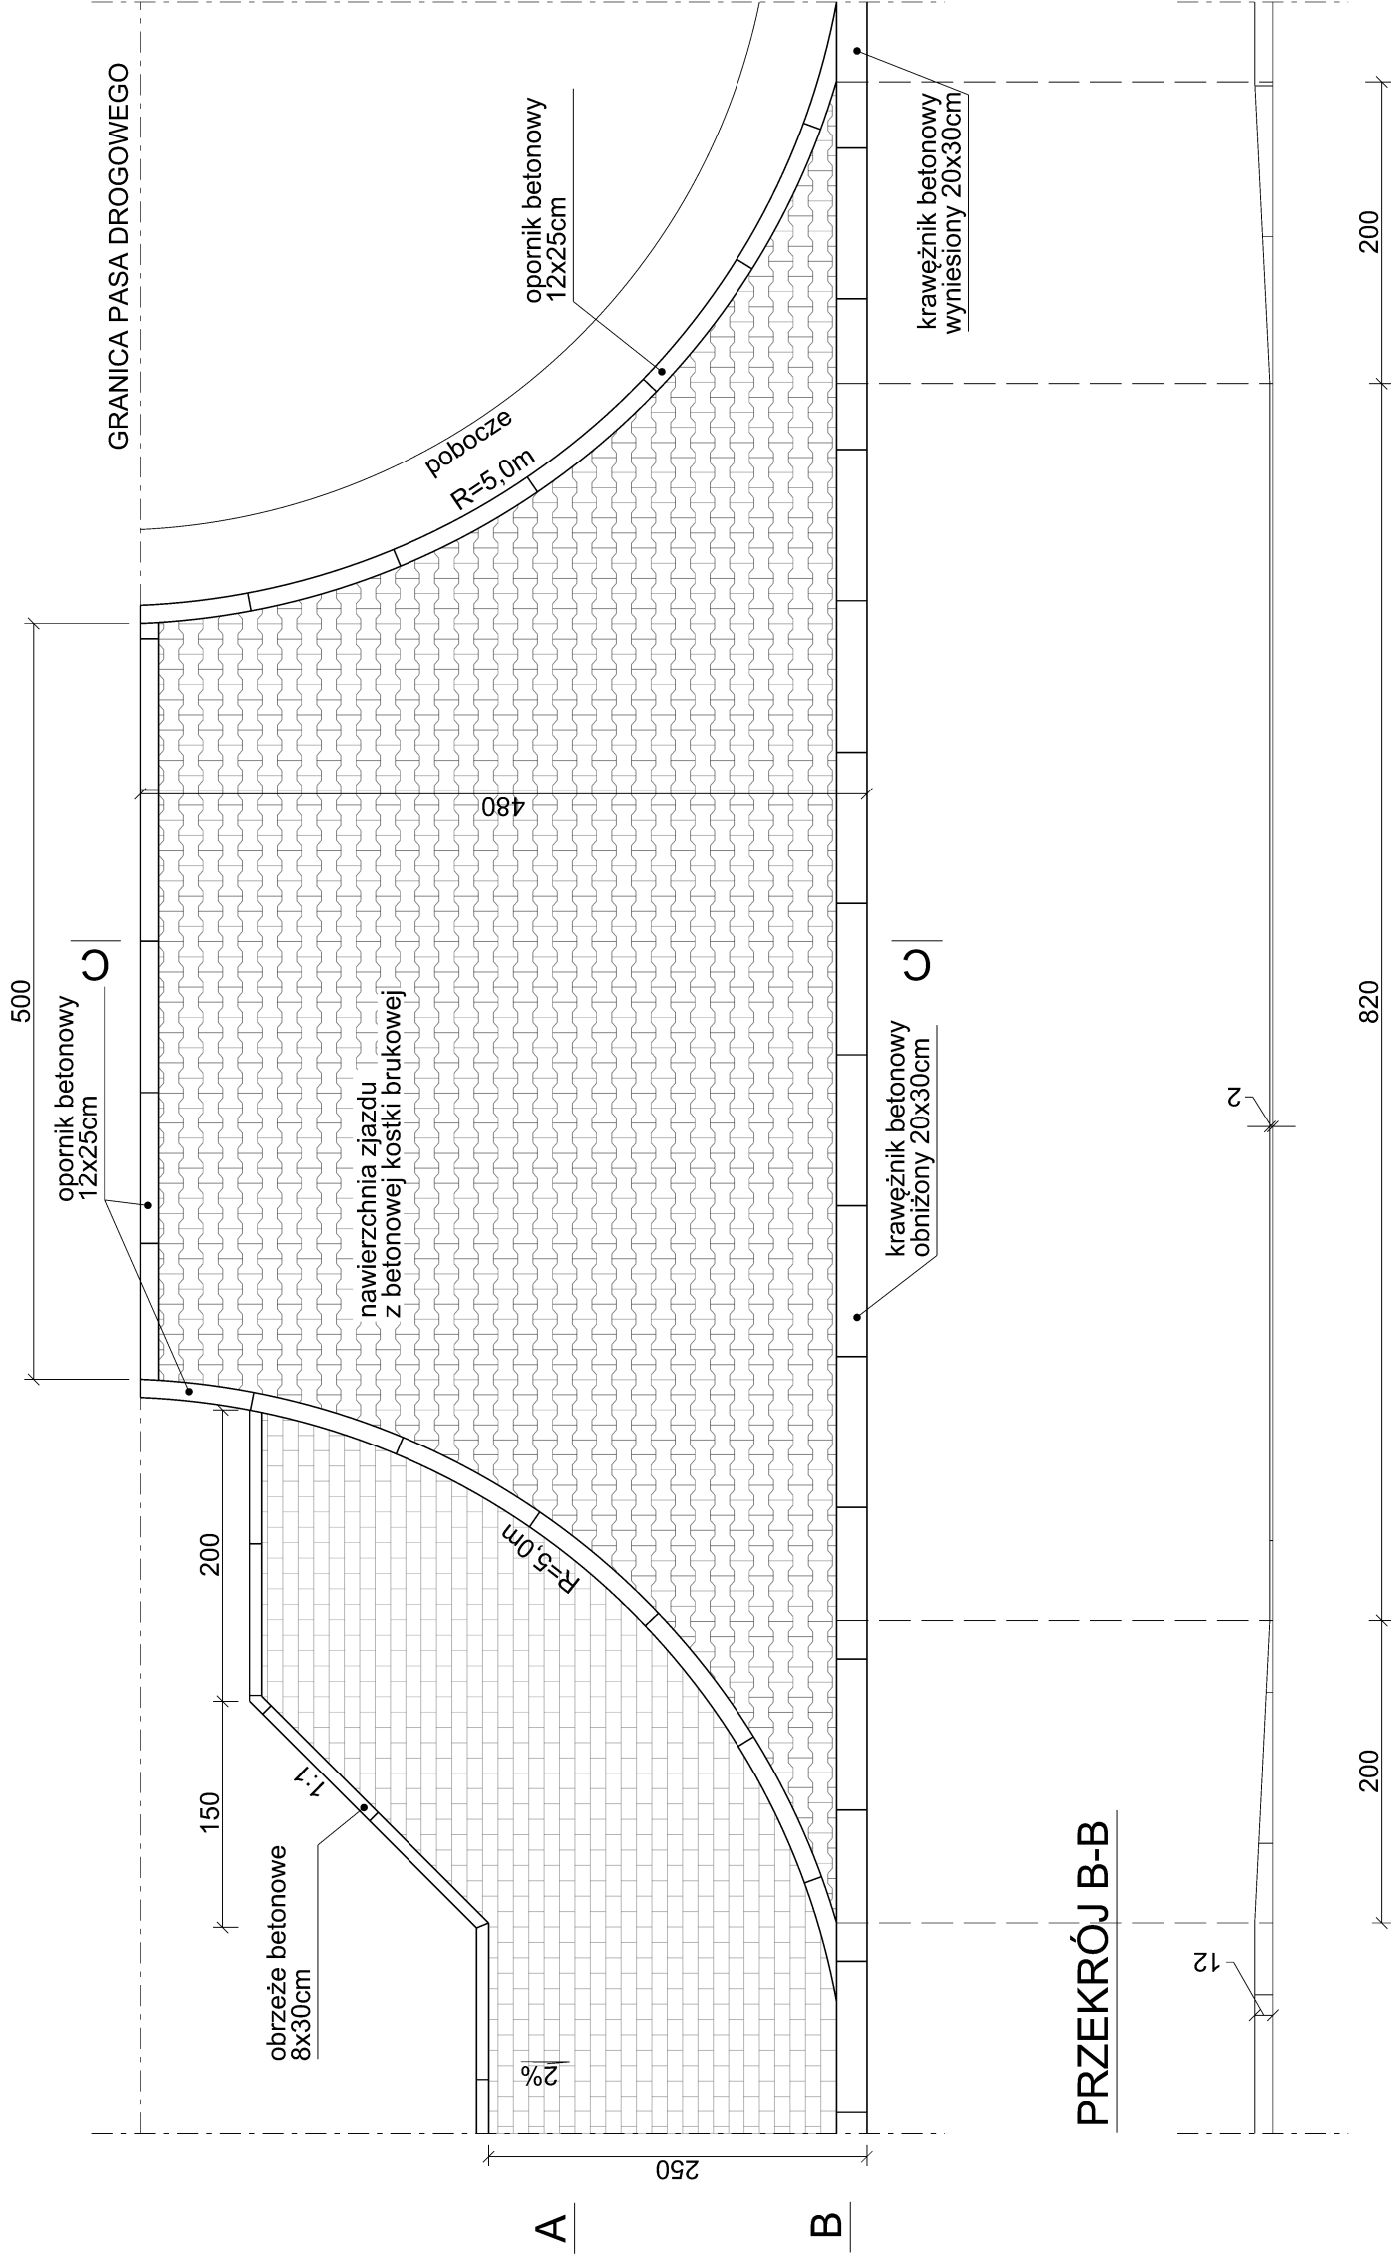 GRANICA PASA DROGOWEGO
500
opornik betonowy
12x25cm
C
opornik betonowy
12x25cm
pobocze
R=5,0m
200
150
1:1
obrzeże betonowe
8x30cm
nawierzchnia zjazdu
z betonowej kostki brukowej
480
R=5,0m
2%
250
A
B
C
krawężnik betonowy
obniżony 20x30cm
krawężnik betonowy
wyniesiony 20x30cm
PRZEKRÓJ B-B
12
2
200
820
200